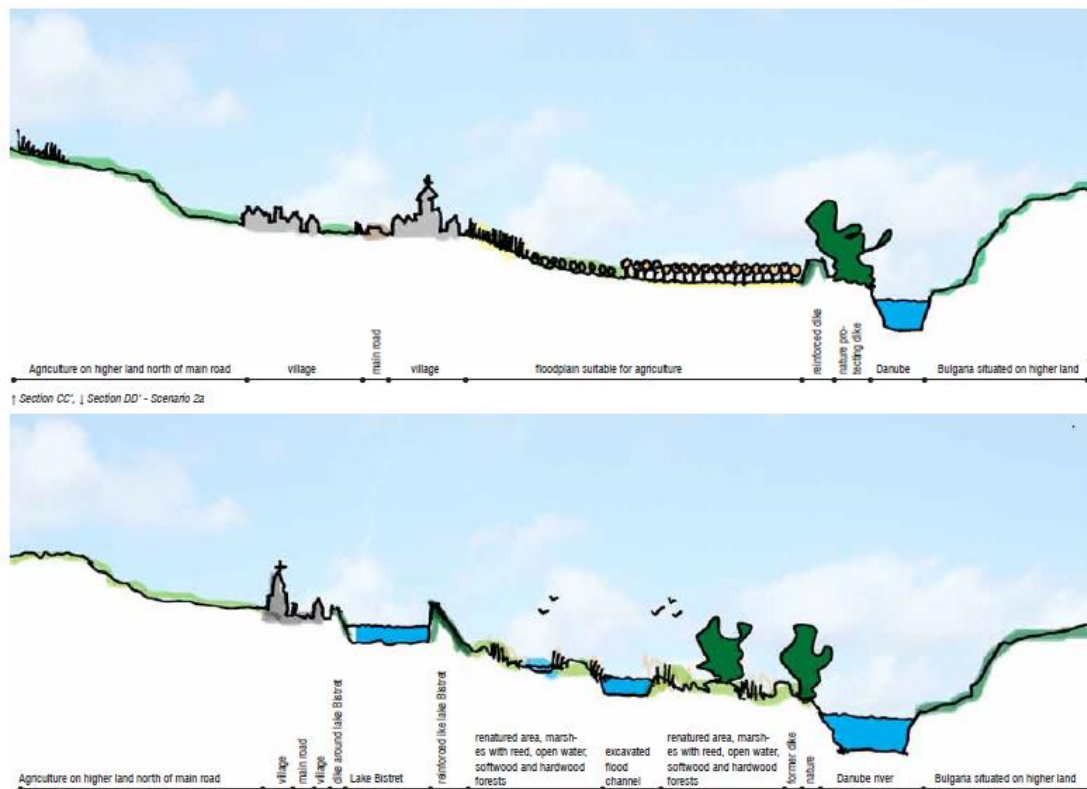 Agriculture on higher land north of main road
village
main road
village
floodplain suitable for agriculture
reinforced dike
nature pro-
tecting dike
Danube
Bulgaria situated on higher land
↑ Section CC', ↓ Section DD' - Scenario 2a
Agriculture on higher land north of main road
village
main road
village
dike around lake Bistret
Lake Bistret
reinforced like lake Bistret
renatured area, marsh-
es with reed, open water,
softwood and hardwood
forests
excavated
flood
channel
renatured area, marsh-
es with reed, open water,
softwood and hardwood
forests
former dike
nature
Danube river
Bulgaria situated on higher land